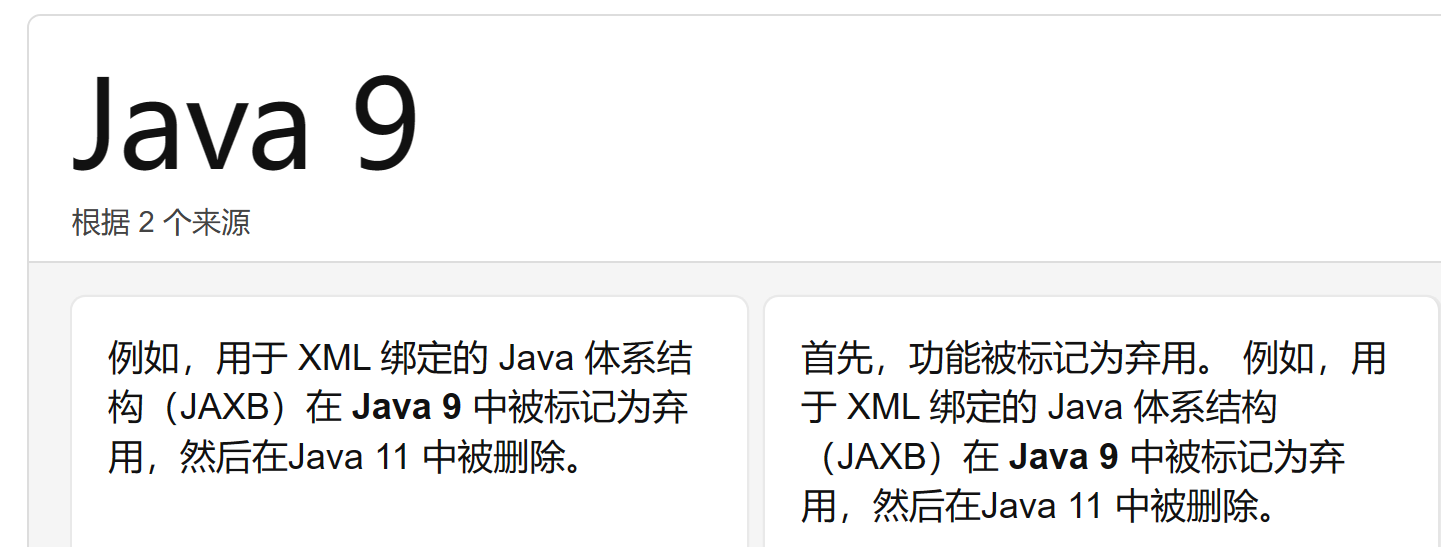 Java 9
根据 2 个来源
例如，用于 XML 绑定的 Java 体系结
构（JAXB）在 Java 9 中被标记为弃
用，然后在Java 11 中被删除。
首先，功能被标记为弃用。 例如，用
于 XML 绑定的 Java 体系结构
（JAXB）在 Java 9 中被标记为弃
用，然后在Java 11 中被删除。